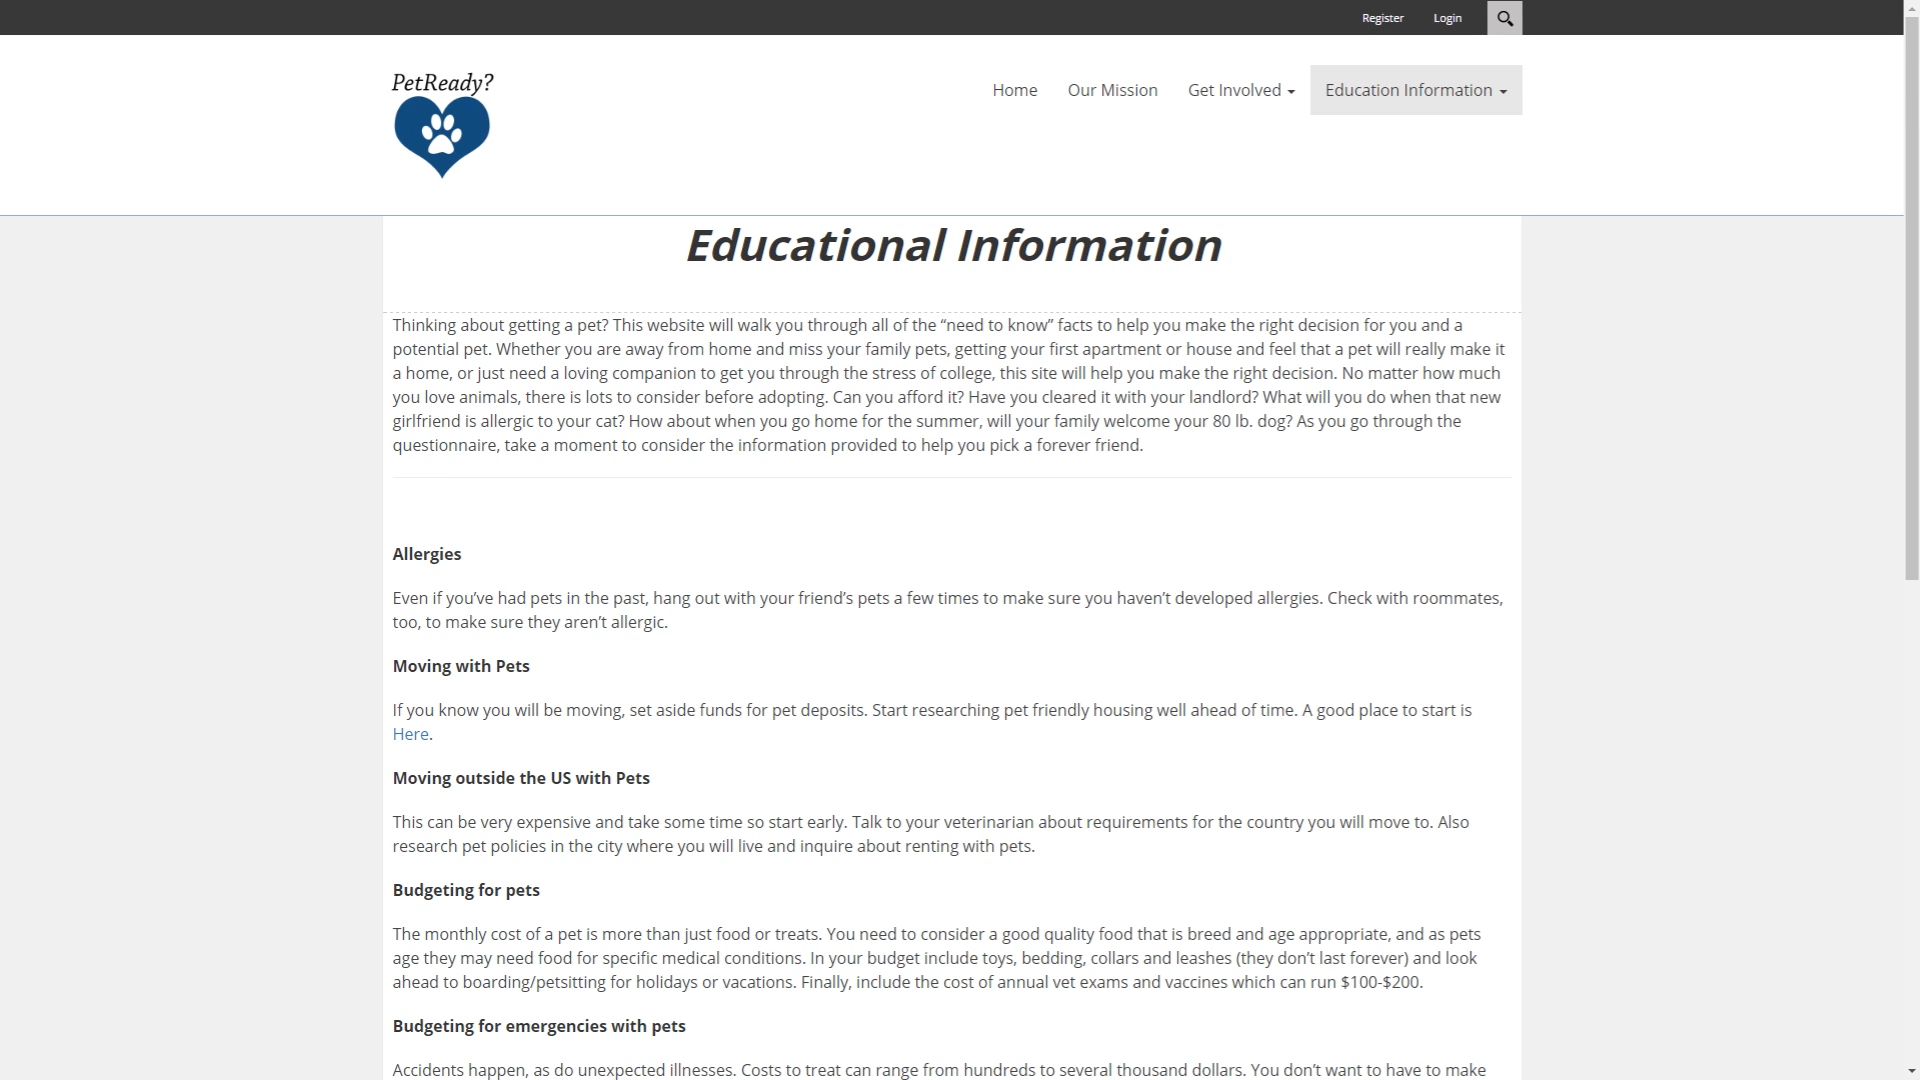 Register Login
PetReady?
Home Our Mission Get Involved Education Information
Educational Information
Thinking about getting a pet? This website will walk you through all of the “need to know” facts to help you make the right decision for you and a
potential pet. Whether you are away from home and miss your family pets, getting your first apartment or house and feel that a pet will really make it
a home, or just need a loving companion to get you through the stress of college, this site will help you make the right decision. No matter how much
you love animals, there is lots to consider before adopting. Can you afford it? Have you cleared it with your landlord? What will you do when that new
girlfriend is allergic to your cat? How about when you go home for the summer, will your family welcome your 80 lb. dog? As you go through the
questionnaire, take a moment to consider the information provided to help you pick a forever friend.
Allergies
Even if you’ve had pets in the past, hang out with your friend’s pets a few times to make sure you haven’t developed allergies. Check with roommates,
too, to make sure they aren’t allergic.
Moving with Pets
If you know you will be moving, set aside funds for pet deposits. Start researching pet friendly housing well ahead of time. A good place to start is
Here.
Moving outside the US with Pets
This can be very expensive and take some time so start early. Talk to your veterinarian about requirements for the country you will move to. Also
research pet policies in the city where you will live and inquire about renting with pets.
Budgeting for pets
The monthly cost of a pet is more than just food or treats. You need to consider a good quality food that is breed and age appropriate, and as pets
age they may need food for specific medical conditions. In your budget include toys, bedding, collars and leashes (they don’t last forever) and look
ahead to boarding/petsitting for holidays or vacations. Finally, include the cost of annual vet exams and vaccines which can run $100-$200.
Budgeting for emergencies with pets
Accidents happen, as do unexpected illnesses. Costs to treat can range from hundreds to several thousand dollars. You don’t want to have to make